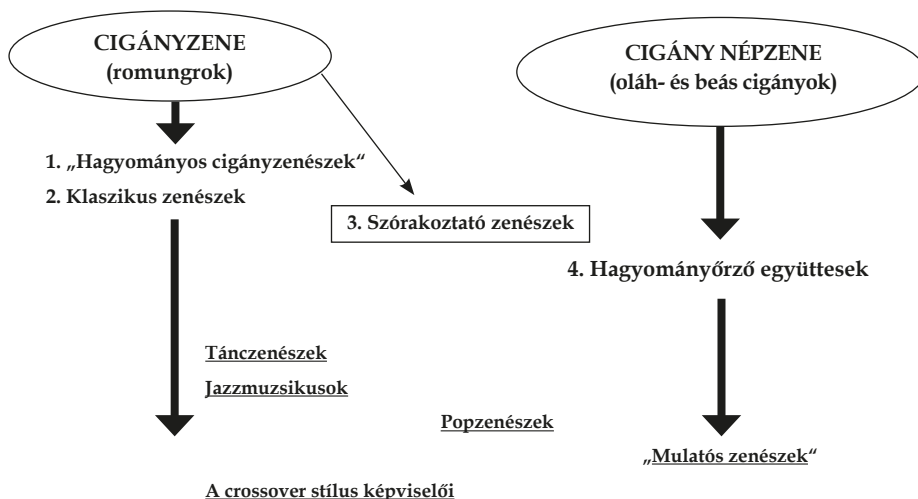 CIGÁNYZENE
(romungrok)
CIGÁNY NÉPZENE
(oláh- és beás cigányok)
1. „Hagyományos cigányzenészek“
2. Klaszikus zenészek
3. Szórakoztató zenészek
4. Hagyományőrző együttesek
Tánczenészek
Jazzmuzsikusok
Popzenészek
„Mulatós zenészek“
A crossover stílus képviselői